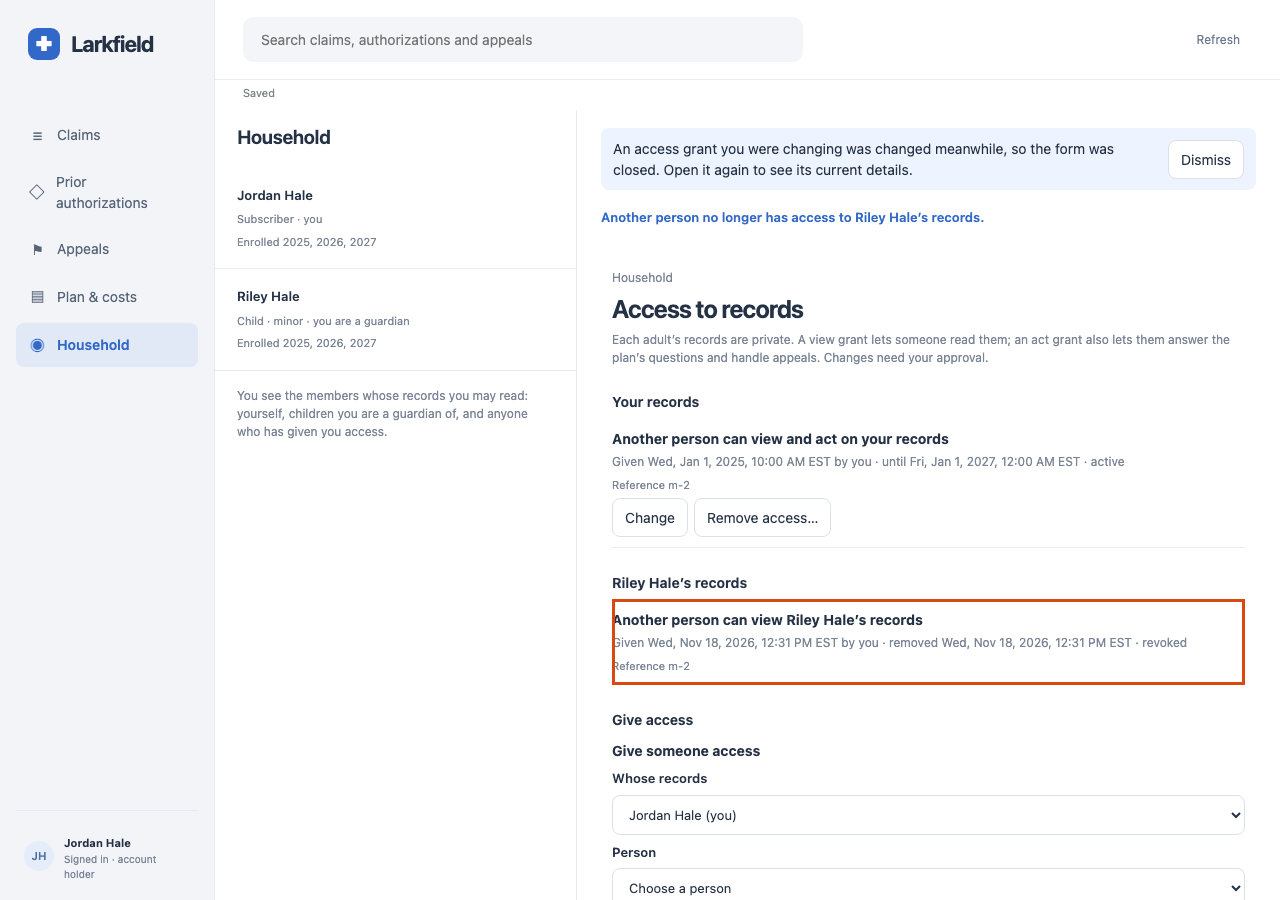 Larkfield
Search claims, authorizations and appeals
Refresh
Claims
Prior
authorizations
Appeals
Plan & costs
Household
JH
Jordan Hale
Signed in · account
holder
Saved
Household
Jordan Hale
Subscriber · you
Enrolled 2025, 2026, 2027
Riley Hale
Child · minor · you are a guardian
Enrolled 2025, 2026, 2027
You see the members whose records you may read:
yourself, children you are a guardian of, and anyone
who has given you access.
An access grant you were changing was changed meanwhile, so the form was
closed. Open it again to see its current details.
Dismiss
Another person no longer has access to Riley Hale’s records.
Household
Access to records
Each adult’s records are private. A view grant lets someone read them; an act grant also lets them answer the
plan’s questions and handle appeals. Changes need your approval.
Your records
Another person can view and act on your records
Given Wed, Jan 1, 2025, 10:00 AM EST by you · until Fri, Jan 1, 2027, 12:00 AM EST · active
Reference m-2
Change
Remove access…
Riley Hale’s records
Another person can view Riley Hale’s records
Given Wed, Nov 18, 2026, 12:31 PM EST by you · removed Wed, Nov 18, 2026, 12:31 PM EST · revoked
Reference m-2
Give access
Give someone access
Whose records
Jordan Hale (you)
Person
Choose a person